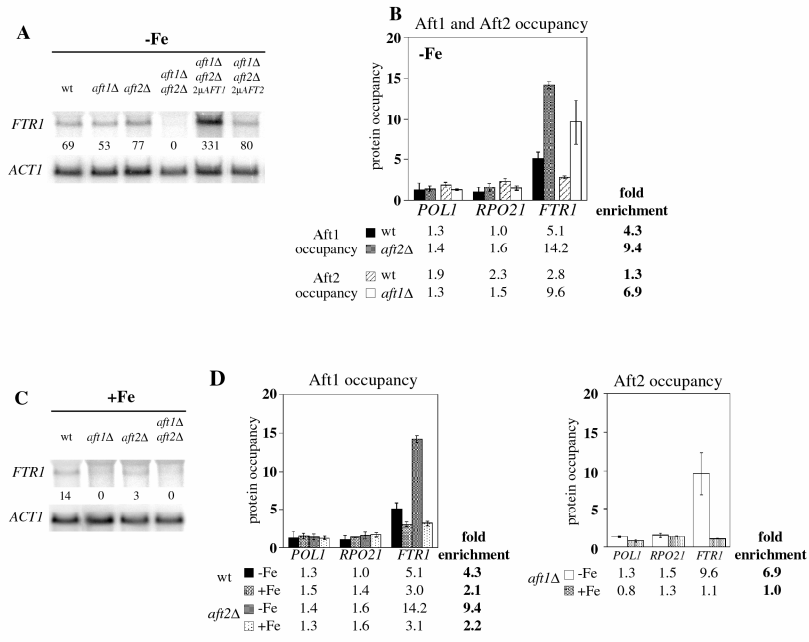 A
-Fe
wt aft1Δ aft2Δ aft1Δ aft2Δ aft1Δ aft2Δ 2μAFT1 aft1Δ aft2Δ 2μAFT2
FTR1
69 53 77 0 331 80
ACT1
B
Aft1 and Aft2 occupancy
-Fe
protein occupancy
20
15
10
5
0
POL1 RPO21 FTR1 fold enrichment
Aft1 occupancy
wt 1.3 1.0 5.1 4.3
aft2Δ 1.4 1.6 14.2 9.4
Aft2 occupancy
wt 1.9 2.3 2.8 1.3
aft1Δ 1.3 1.5 9.6 6.9
C
+Fe
wt aft1Δ aft2Δ aft1Δ aft2Δ
FTR1
14 0 3 0
ACT1
D
Aft1 occupancy
protein occupancy
20
15
10
5
0
POL1 RPO21 FTR1 fold enrichment
wt
-Fe 1.3 1.0 5.1 4.3
+Fe 1.5 1.4 3.0 2.1
aft2Δ
-Fe 1.4 1.6 14.2 9.4
+Fe 1.3 1.6 3.1 2.2
Aft2 occupancy
protein occupancy
20
15
10
5
0
POL1 RPO21 FTR1 fold enrichment
aft1Δ
-Fe 1.3 1.5 9.6 6.9
+Fe 0.8 1.3 1.1 1.0